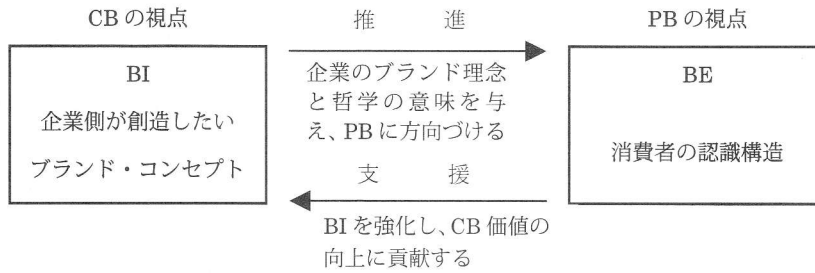 CBの視点
BI
企業側が創造したい
ブランド・コンセプト
推進
企業のブランド理念
と哲学の意味を与
え、PBに方向づける
支援
BIを強化し、CB価値の
向上に貢献する
PBの視点
BE
消費者の認識構造